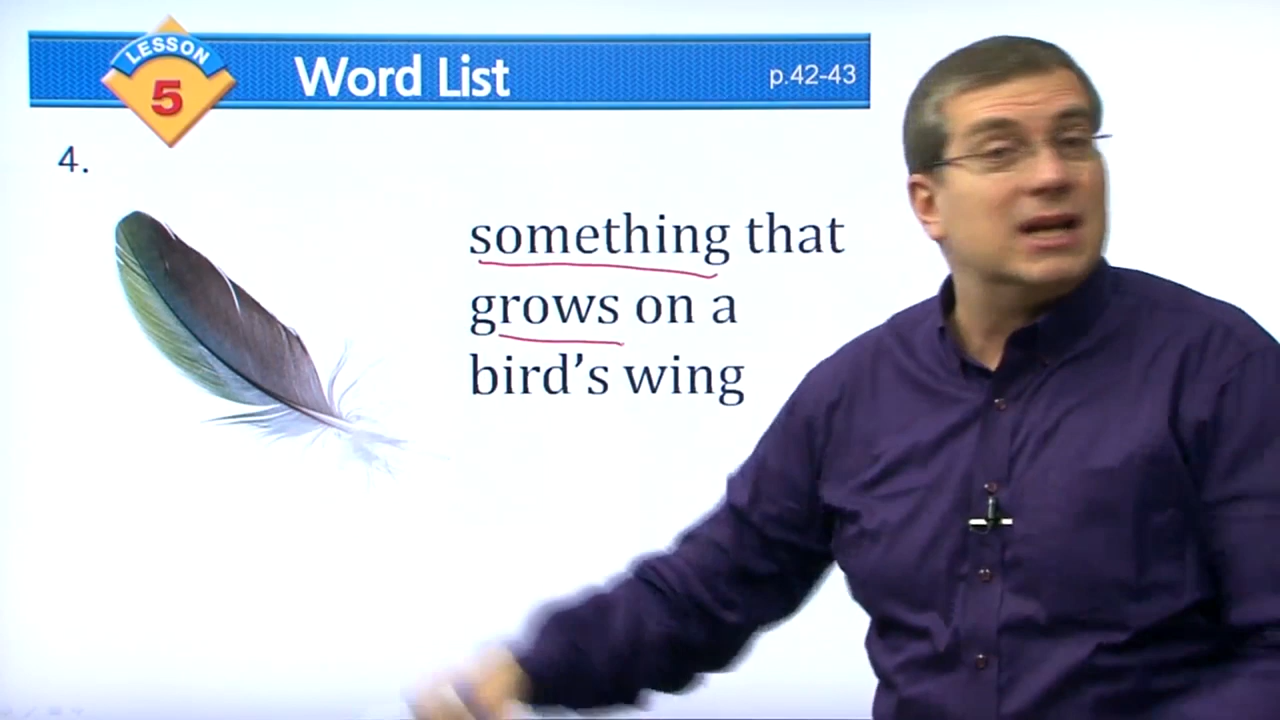 LESSON
5
Word List
p.42-43
4.
something that
grows on a
bird's wing